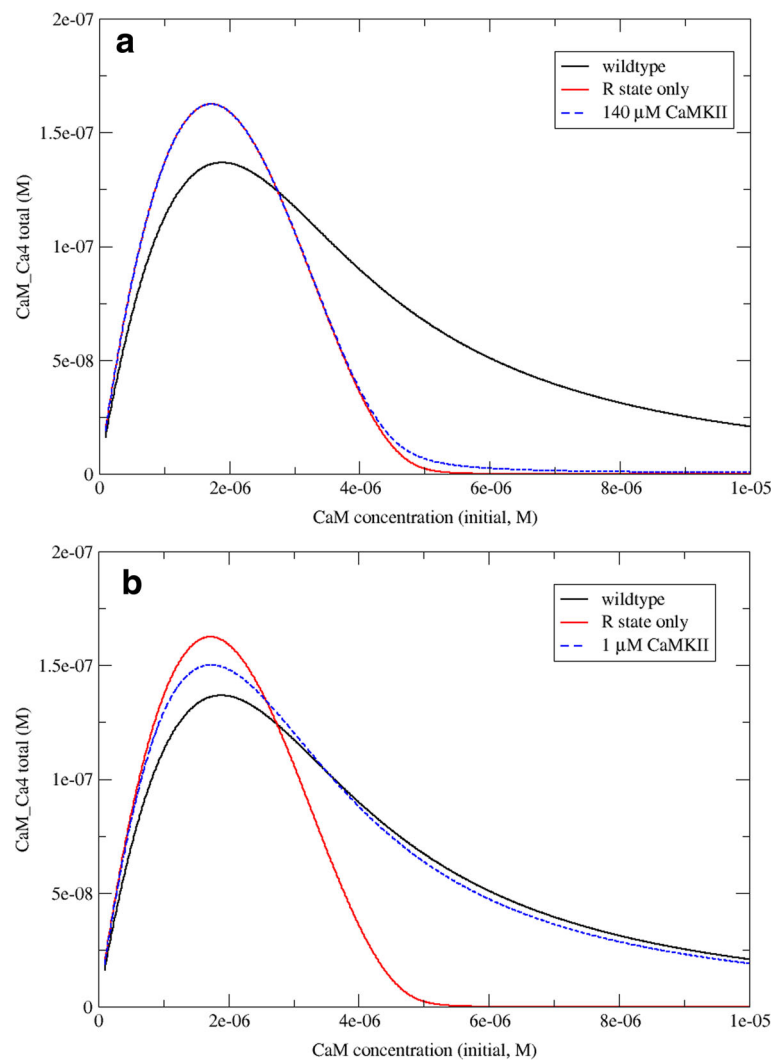 a
2e-07
1.5e-07
1e-07
5e-08
0
CaM_Ca4 total (M)
wildtype
R state only
140 µM CaMKII
0 2e-06 4e-06 6e-06 8e-06 1e-05
CaM concentration (initial, M)
b
2e-07
1.5e-07
1e-07
5e-08
0
CaM_Ca4 total (M)
wildtype
R state only
1 µM CaMKII
0 2e-06 4e-06 6e-06 8e-06 1e-05
CaM concentration (initial, M)